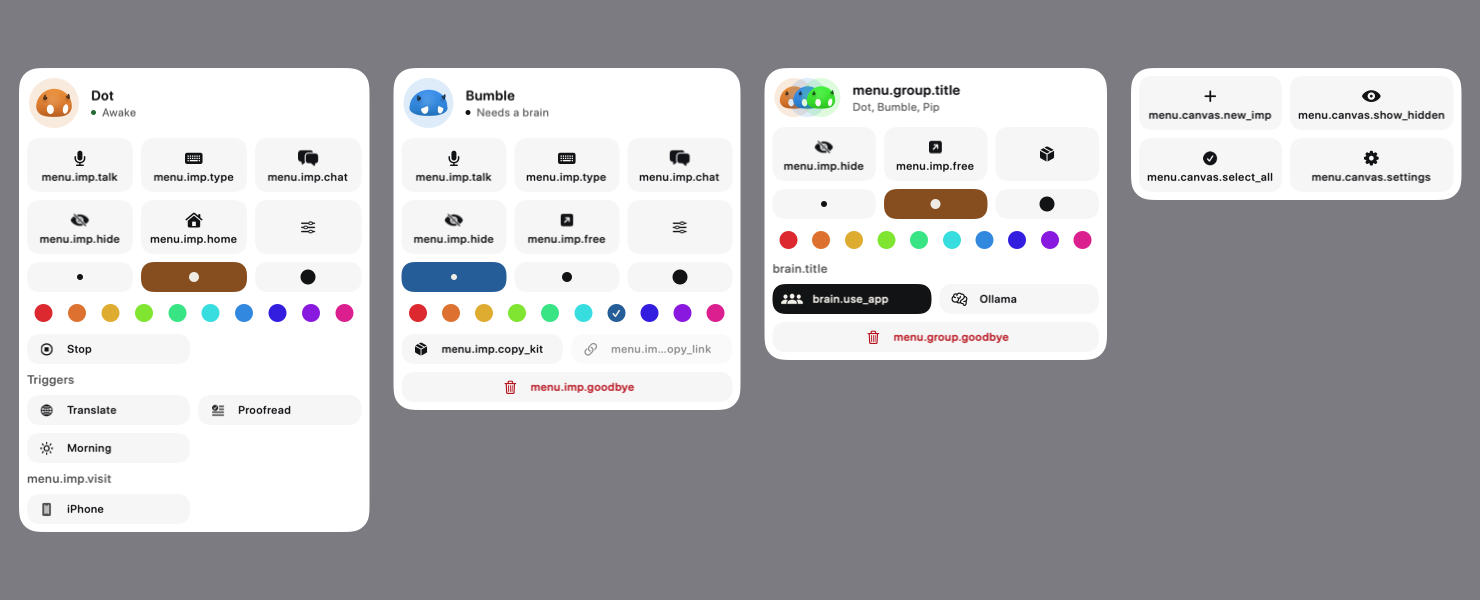 Dot
Awake
menu.imp.talk
menu.imp.type
menu.imp.chat
menu.imp.hide
menu.imp.home
Stop
Triggers
Translate
Proofread
Morning
menu.imp.visit
iPhone
Bumble
Needs a brain
menu.imp.talk
menu.imp.type
menu.imp.chat
menu.imp.hide
menu.imp.free
menu.imp.copy_kit
menu.im...opy_link
menu.imp.goodbye
menu.group.title
Dot, Bumble, Pip
menu.imp.hide
menu.imp.free
brain.title
brain.use_app
Ollama
menu.group.goodbye
menu.canvas.new_imp
menu.canvas.show_hidden
menu.canvas.select_all
menu.canvas.settings